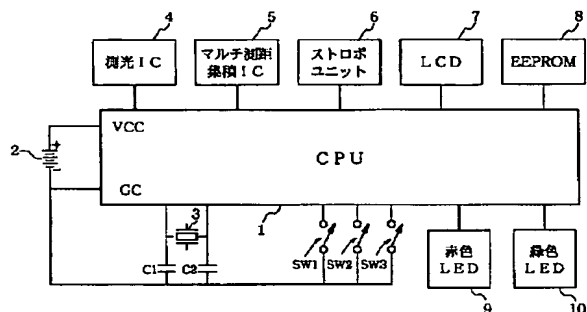 4
5
6
7
8
測光IC
マルチ測距
集積IC
ストロボ
ユニット
LCD
EEPROM
VCC
2
+
-
CPU
GC
3
1
C1
C2
SW1
SW2
SW3
赤色
LED
緑色
LED
9
10